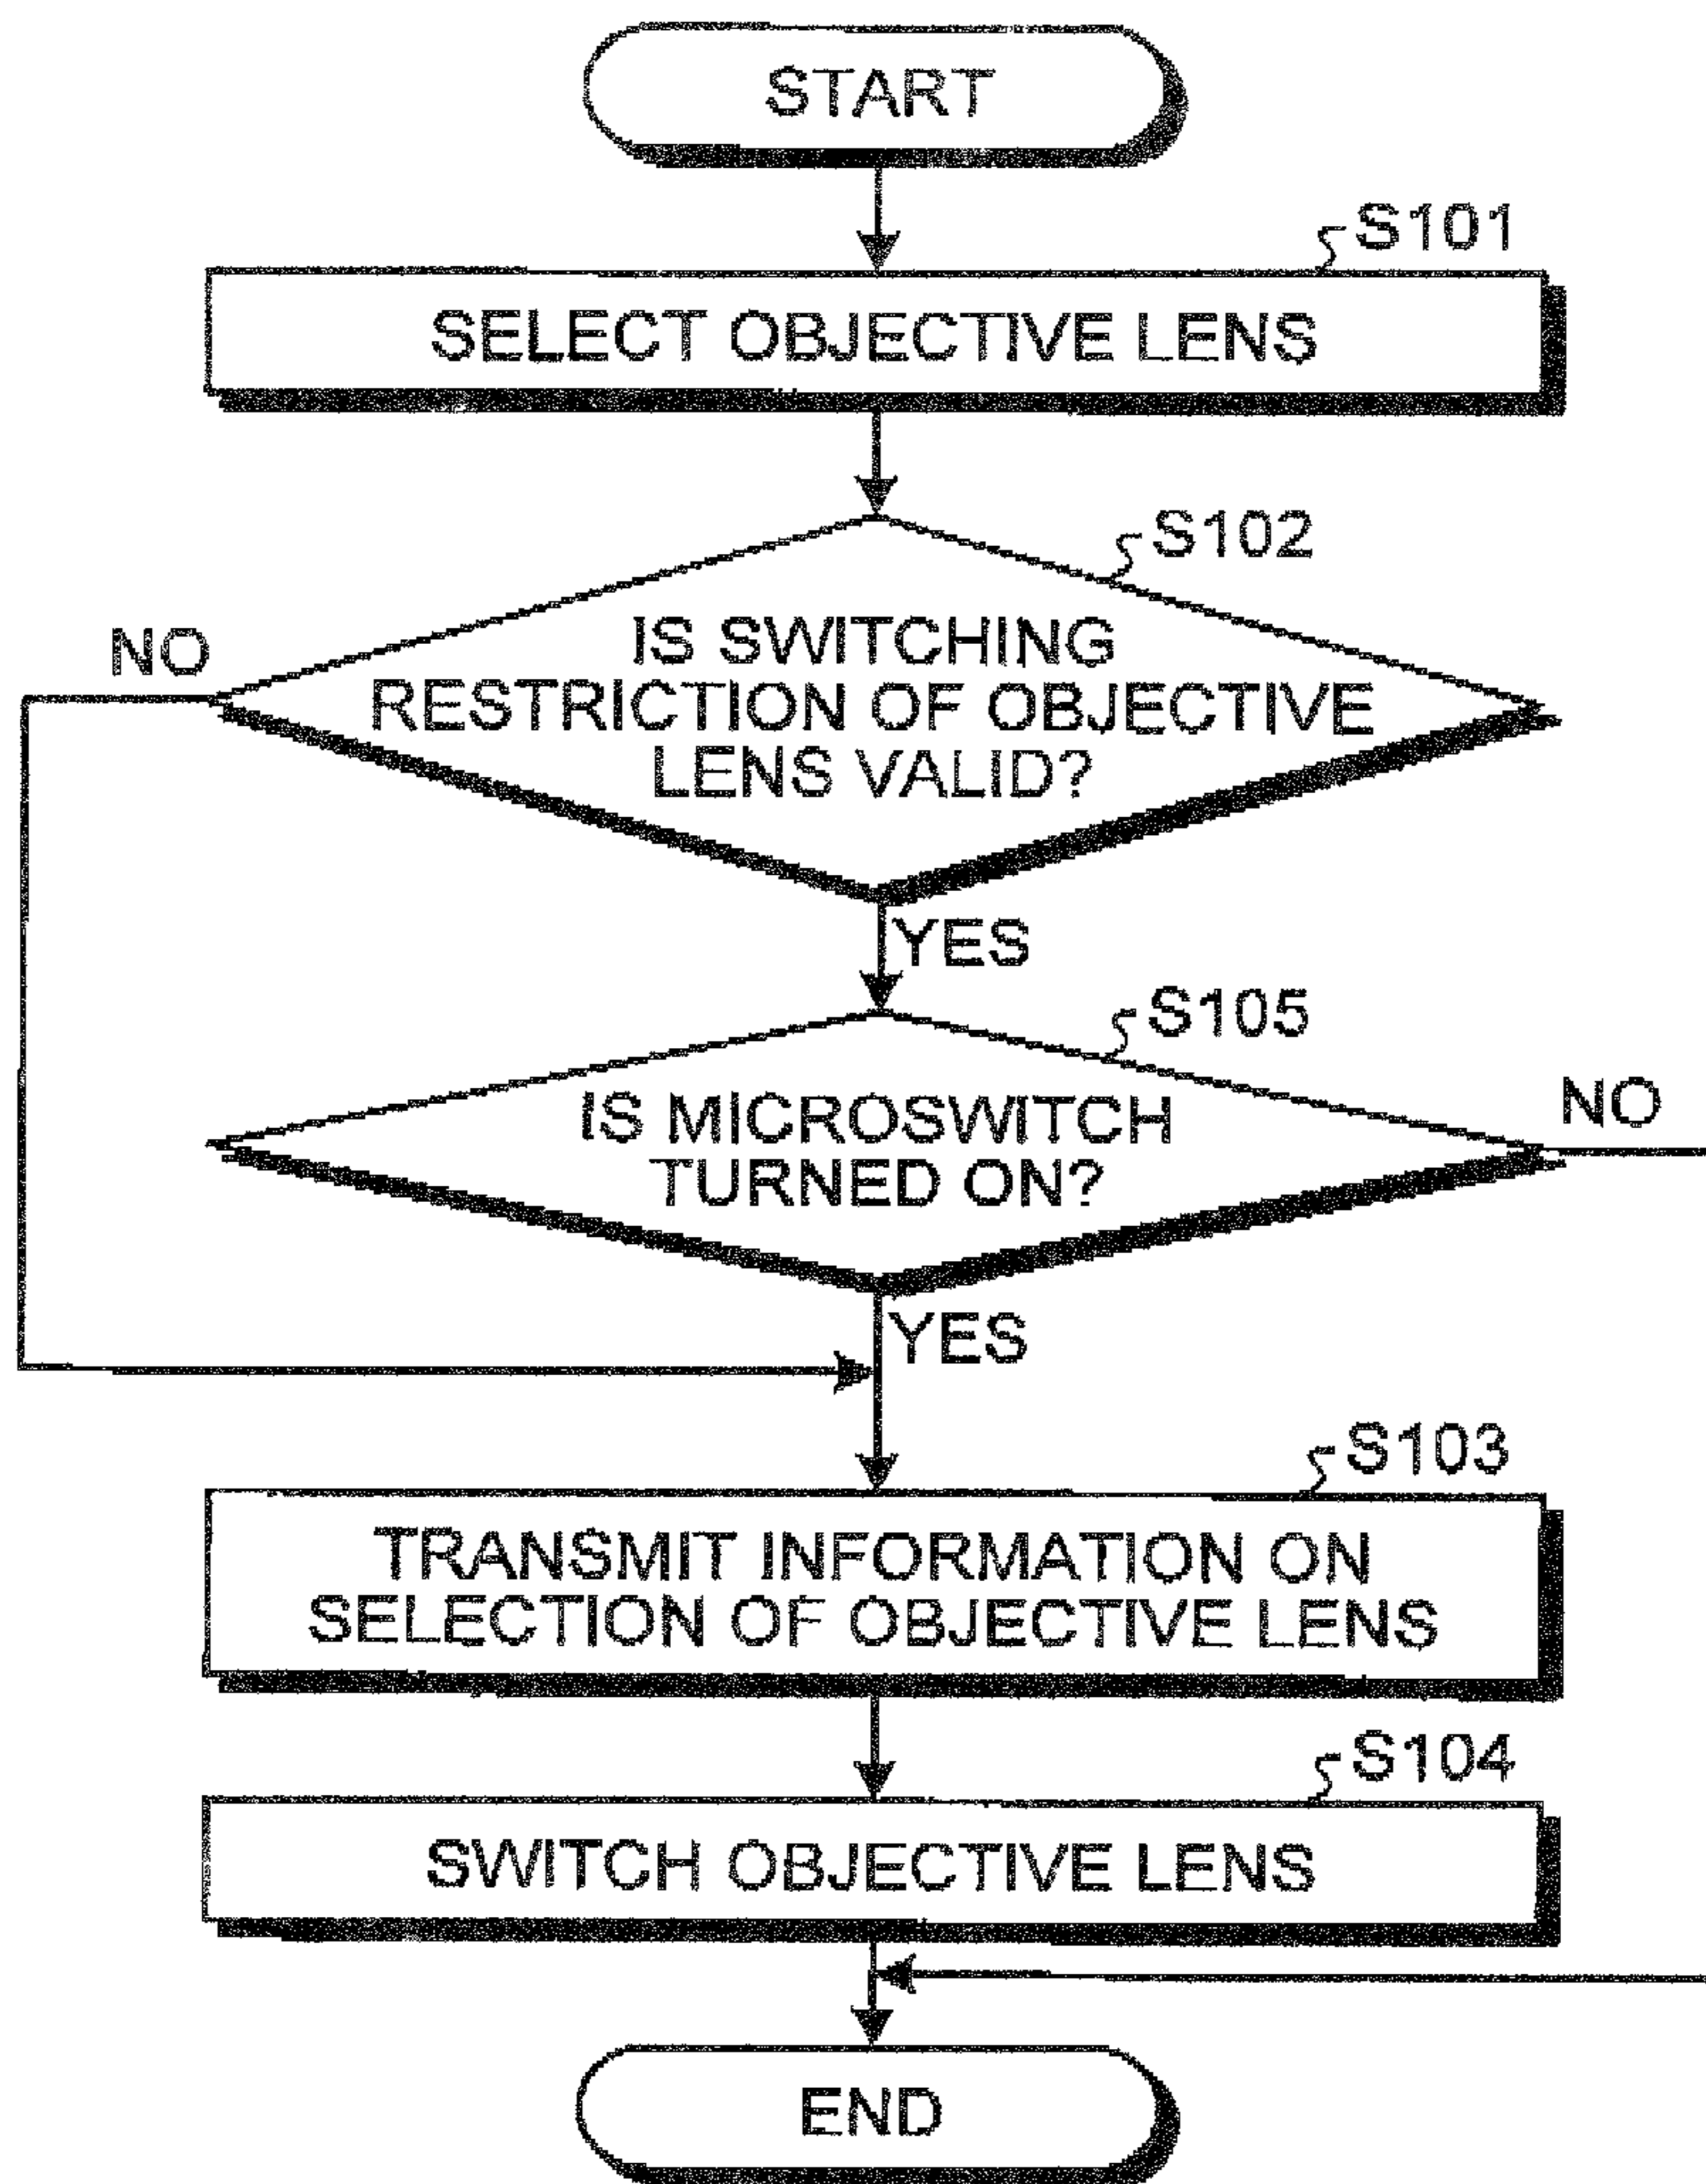 START
S101
SELECT OBJECTIVE LENS
S102
NO
IS SWITCHING
RESTRICTION OF OBJECTIVE
LENS VALID?
YES
S105
NO
IS MICROSWITCH
TURNED ON?
YES
S103
TRANSMIT INFORMATION ON
SELECTION OF OBJECTIVE LENS
S104
SWITCH OBJECTIVE LENS
END